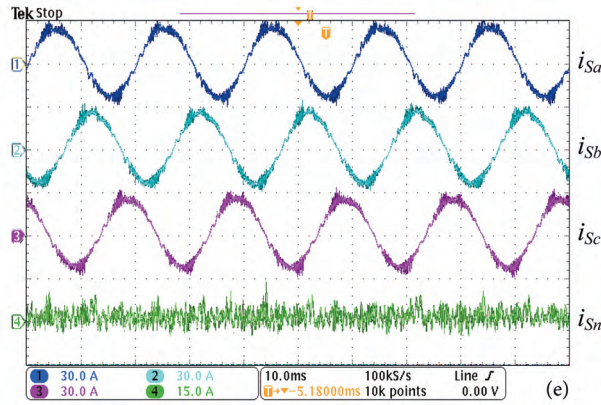 Tek Stop
T
T
1
i_Sa
2
i_Sb
3
i_Sc
4
i_Sn
1 30.0 A 2 30.0 A
3 30.0 A 4 15.0 A
10.0ms 100kS/s Line ∫
T→▼−5.18000ms 10k points 0.00 V
(e)